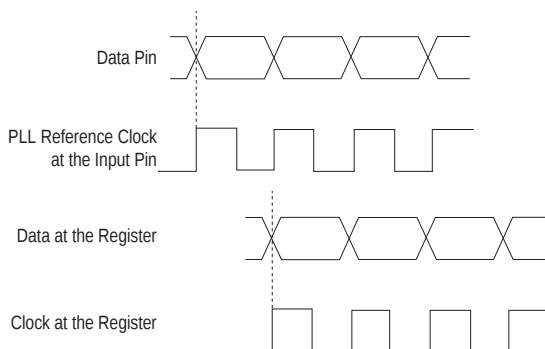 Data Pin
PLL Reference Clock
at the Input Pin
Data at the Register
Clock at the Register